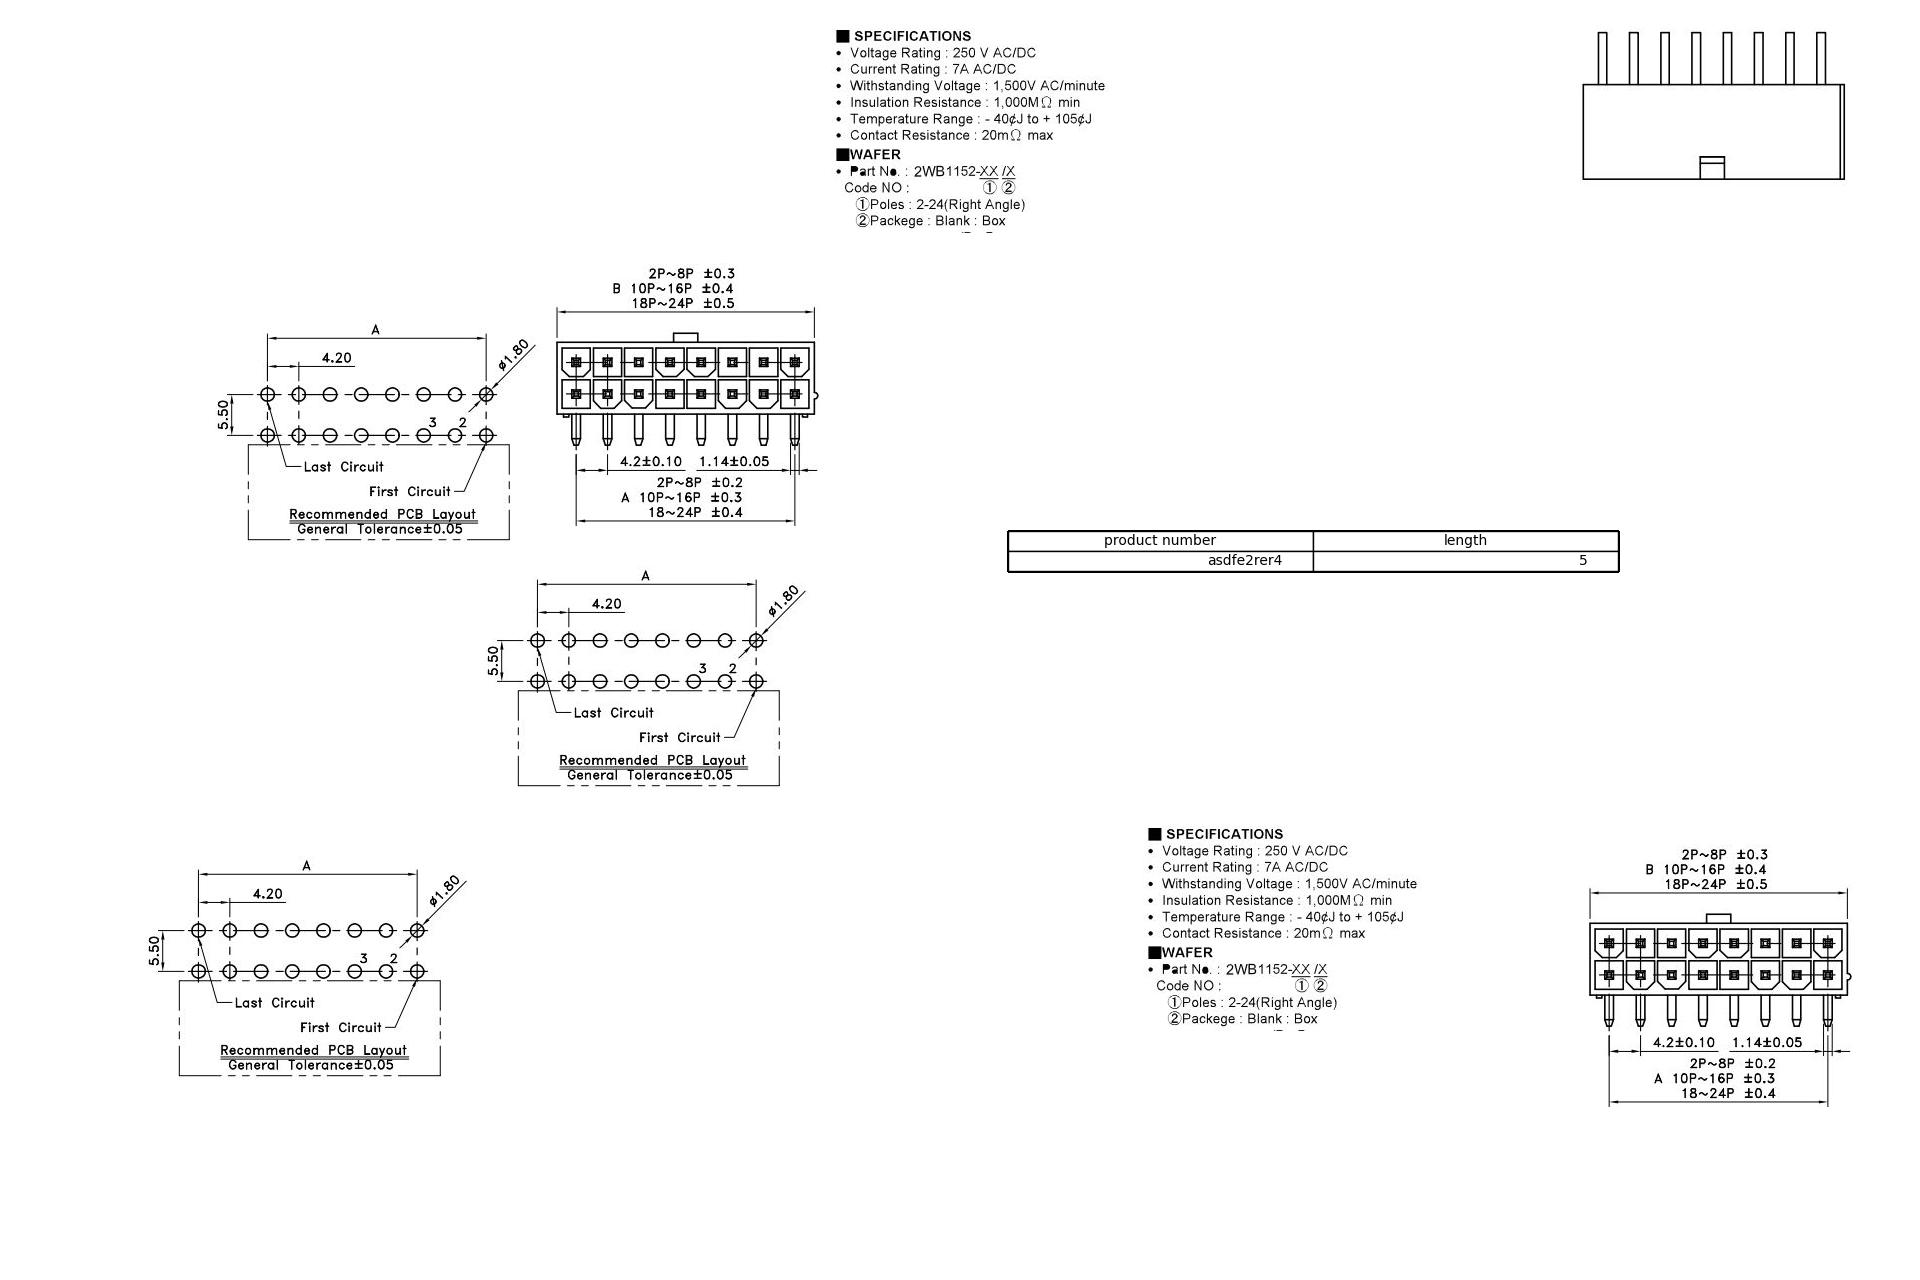 ■ SPECIFICATIONS
• Voltage Rating : 250 V AC/DC
• Current Rating : 7A AC/DC
• Withstanding Voltage : 1,500V AC/minute
• Insulation Resistance : 1,000MΩ min
• Temperature Range : - 40¢J to + 105¢J
• Contact Resistance : 20mΩ max
■WAFER
• Part No. : 2WB1152-XX /X
Code NO : ① ②
①Poles : 2-24(Right Angle)
②Packege : Blank : Box
2P~8P ±0.3
B 10P~16P ±0.4
18P~24P ±0.5
A
4.20
ø1.80
5.50
3 2
Last Circuit
First Circuit
Recommended PCB Layout
General Tolerance±0.05
4.2±0.10 1.14±0.05
2P~8P ±0.2
A 10P~16P ±0.3
18~24P ±0.4
product number length
asdfe2rer4 5
A
4.20
ø1.80
5.50
3 2
Last Circuit
First Circuit
Recommended PCB Layout
General Tolerance±0.05
A
4.20
ø1.80
5.50
3 2
Last Circuit
First Circuit
Recommended PCB Layout
General Tolerance±0.05
■ SPECIFICATIONS
• Voltage Rating : 250 V AC/DC
• Current Rating : 7A AC/DC
• Withstanding Voltage : 1,500V AC/minute
• Insulation Resistance : 1,000MΩ min
• Temperature Range : - 40¢J to + 105¢J
• Contact Resistance : 20mΩ max
■WAFER
• Part No. : 2WB1152-XX /X
Code NO : ① ②
①Poles : 2-24(Right Angle)
②Packege : Blank : Box
2P~8P ±0.3
B 10P~16P ±0.4
18P~24P ±0.5
4.2±0.10 1.14±0.05
2P~8P ±0.2
A 10P~16P ±0.3
18~24P ±0.4